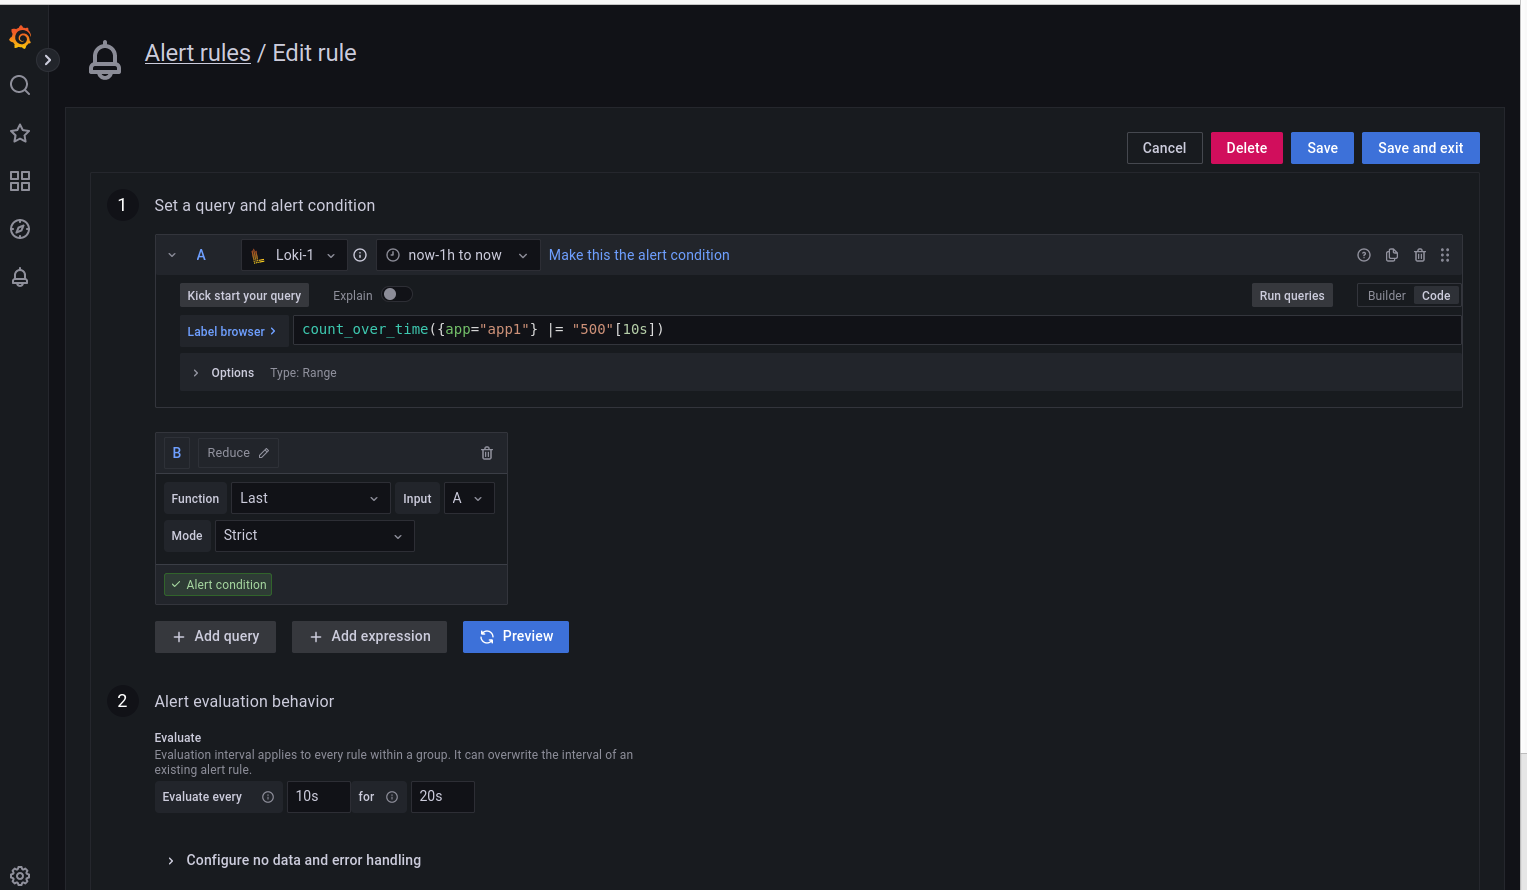 Alert rules / Edit rule
Cancel Delete Save Save and exit
1 Set a query and alert condition
A Loki-1 now-1h to now Make this the alert condition
Kick start your query Explain Run queries Builder Code
Label browser > count_over_time({app="app1"} |= "500"[10s])
Options Type: Range
B Reduce
Function Last Input A
Mode Strict
Alert condition
+ Add query + Add expression Preview
2 Alert evaluation behavior
Evaluate
Evaluation interval applies to every rule within a group. It can overwrite the interval of an
existing alert rule.
Evaluate every 10s for 20s
Configure no data and error handling